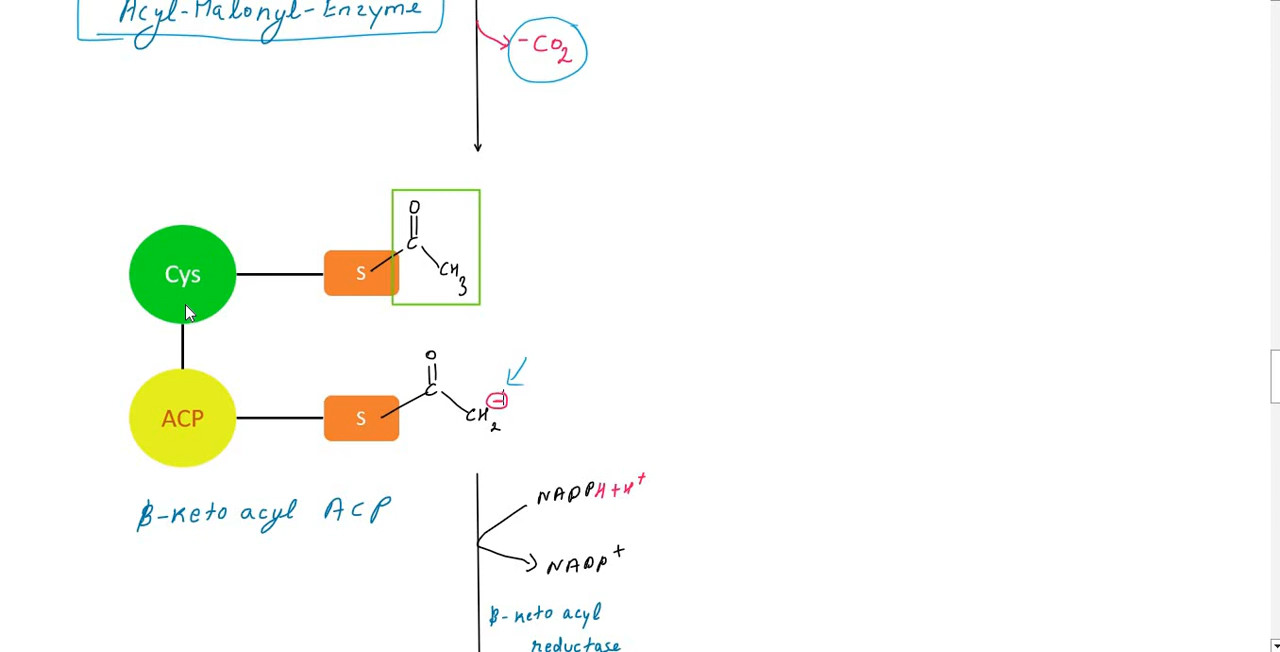 Acyl-Malonyl-Enzyme
-CO2
O
C
CH3
Cys
S
O
C
CH2
⊖
ACP
S
β-keto acyl ACP
NADPH+H+
NADP+
β-keto acyl
reductase